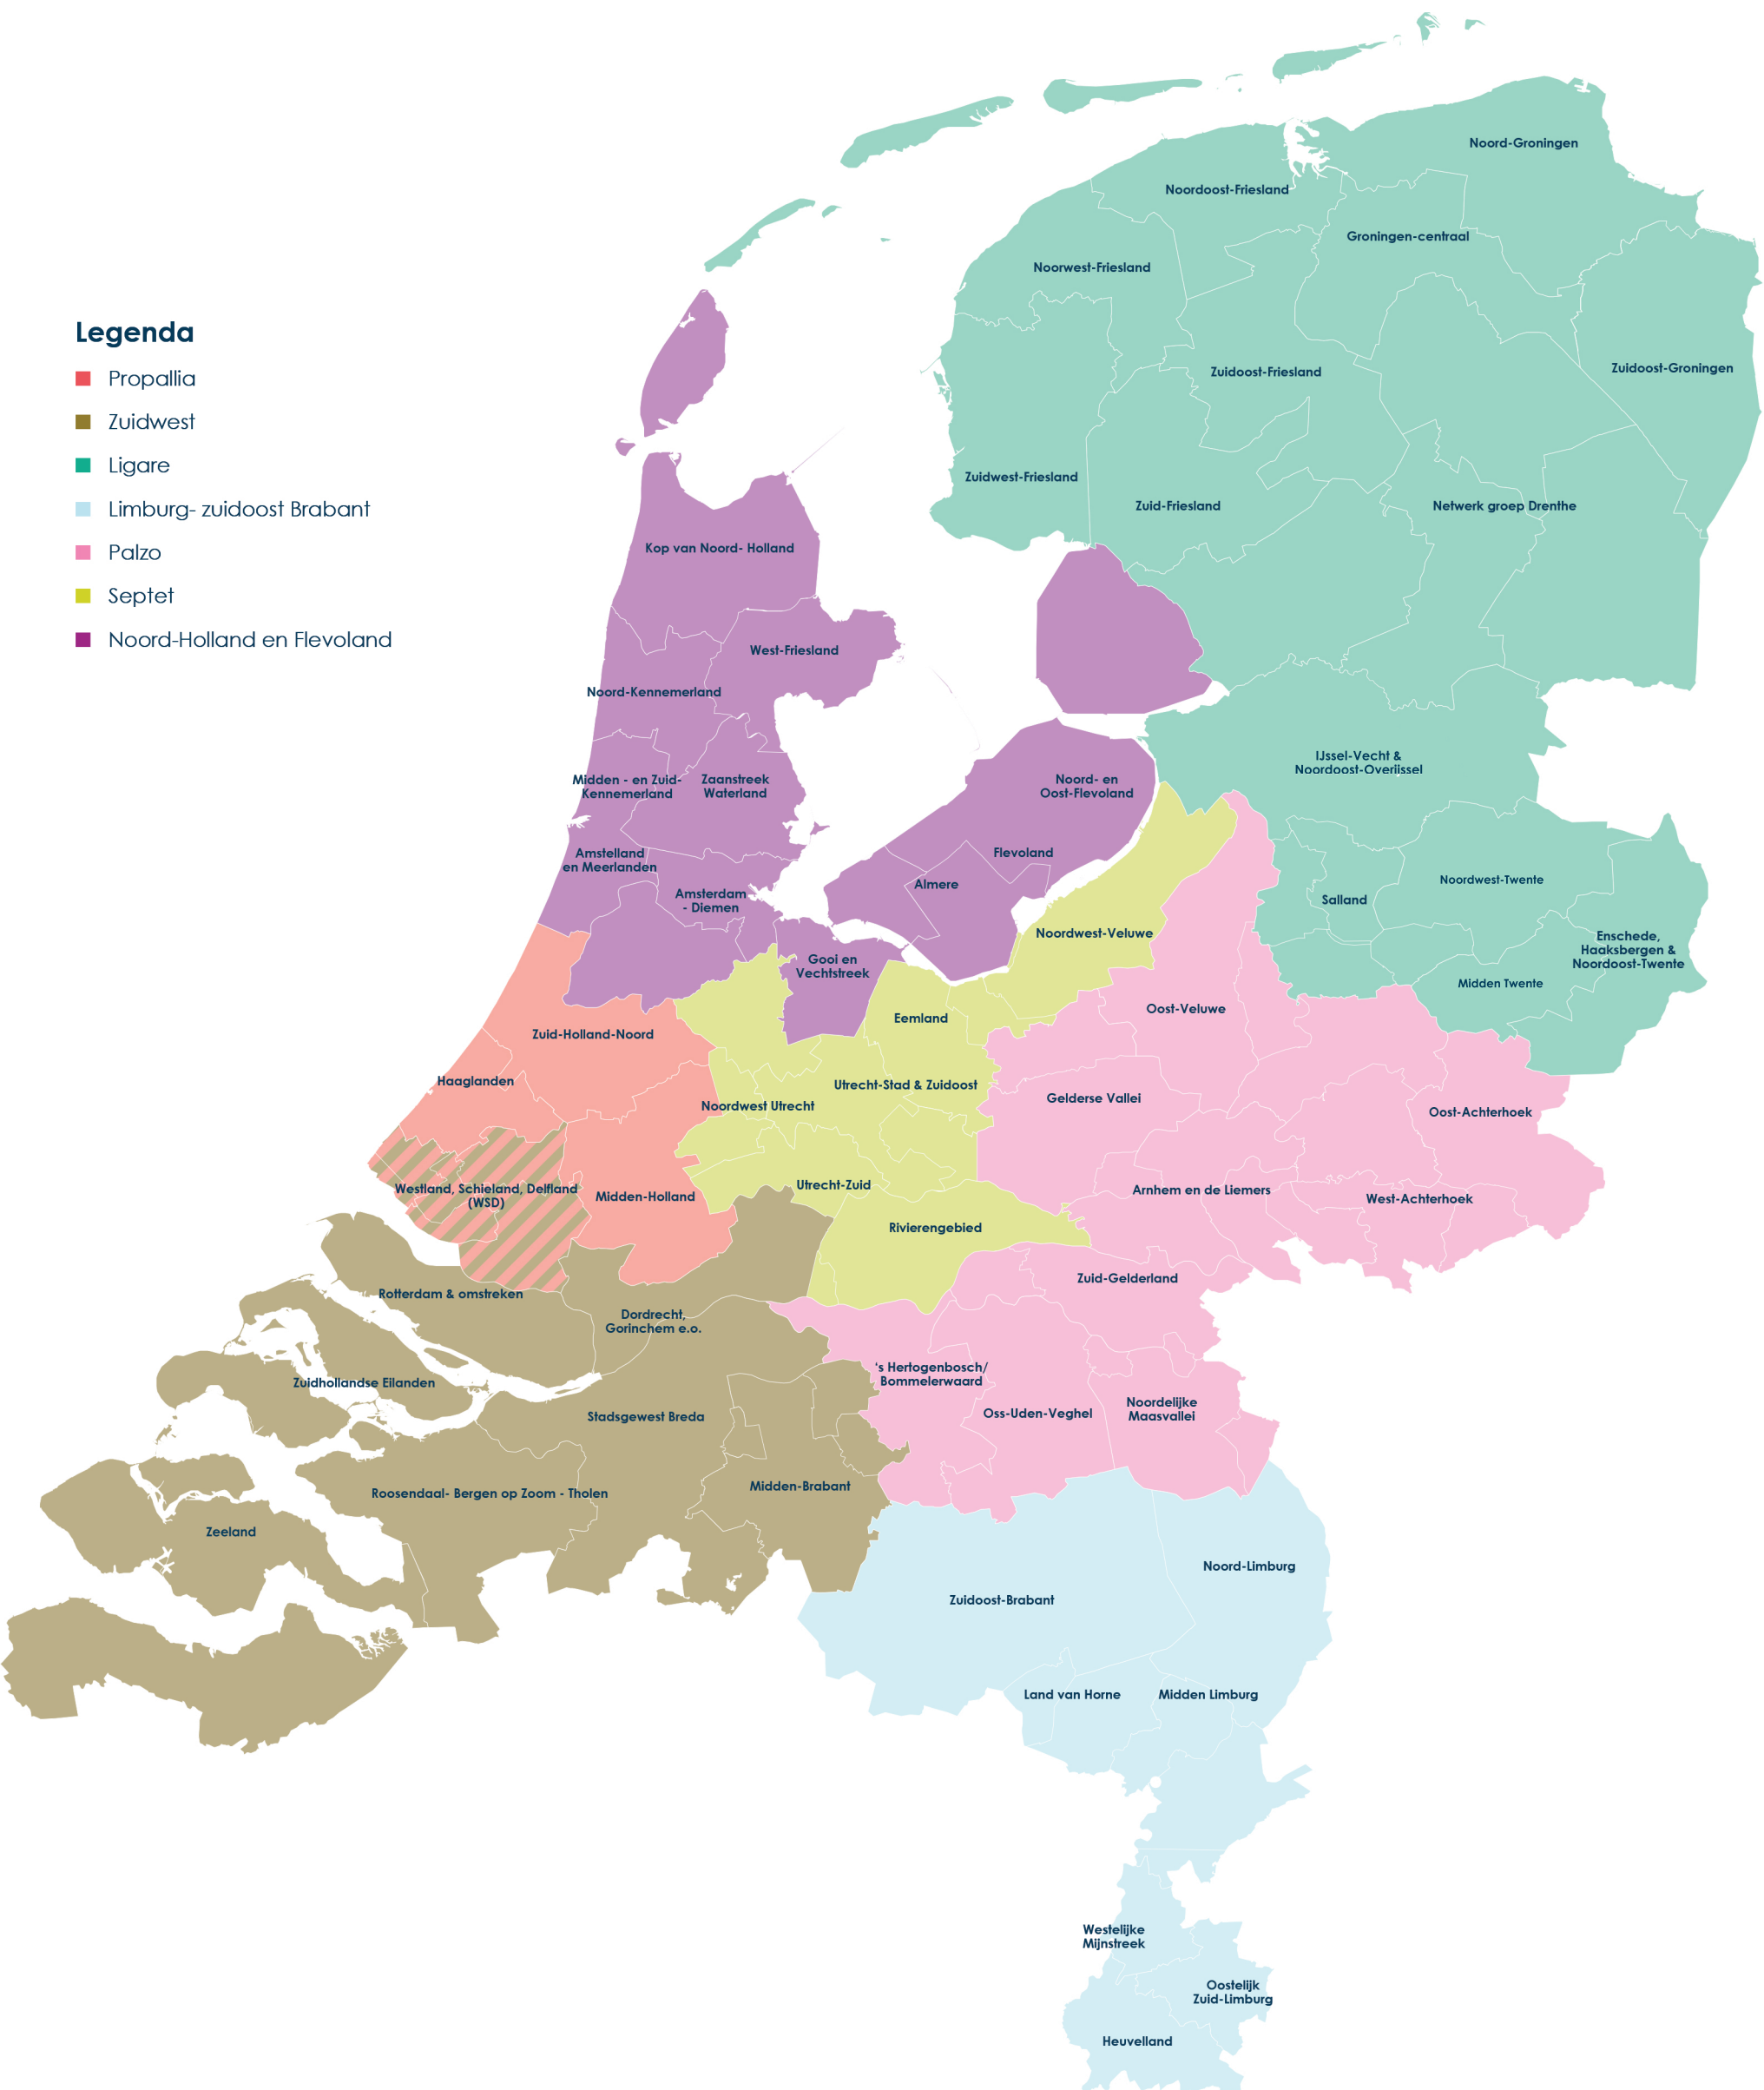 Noord-Groningen
Noordoost-Friesland
Groningen-centraal
Noorwest-Friesland
Legenda
Propallia
Zuidwest
Ligare
Limburg- zuidoost Brabant
Palzo
Septet
Noord-Holland en Flevoland
Zuidoost-Friesland
Zuidoost-Groningen
Zuidwest-Friesland
Zuid-Friesland
Netwerk groep Drenthe
Kop van Noord- Holland
West-Friesland
Noord-Kennemerland
Midden - en Zuid-
Kennemerland
Zaanstreek
Waterland
Noord- en
Oost-Flevoland
IJssel-Vecht &
Noordoost-Overijssel
Amstelland
en Meerlanden
Flevoland
Almere
Amsterdam
- Diemen
Noordwest-Twente
Salland
Noordwest-Veluwe
Enschede,
Haaksbergen &
Noordoost-Twente
Gooi en
Vechtstreek
Midden Twente
Eemland
Oost-Veluwe
Zuid-Holland-Noord
Haaglanden
Utrecht-Stad & Zuidoost
Noordwest Utrecht
Gelderse Vallei
Oost-Achterhoek
Westland, Schieland, Delfland
(WSD)
Midden-Holland
Utrecht-Zuid
Arnhem en de Liemers
West-Achterhoek
Rivierengebied
Zuid-Gelderland
Rotterdam & omstreken
Dordrecht,
Gorinchem e.o.
Zuidhollandse Eilanden
's Hertogenbosch/
Bommelerwaard
Stadsgewest Breda
Oss-Uden-Veghel
Noordelijke
Maasvallei
Roosendaal- Bergen op Zoom - Tholen
Midden-Brabant
Zeeland
Noord-Limburg
Zuidoost-Brabant
Land van Horne
Midden Limburg
Westelijke
Mijnstreek
Oostelijk
Zuid-Limburg
Heuvelland